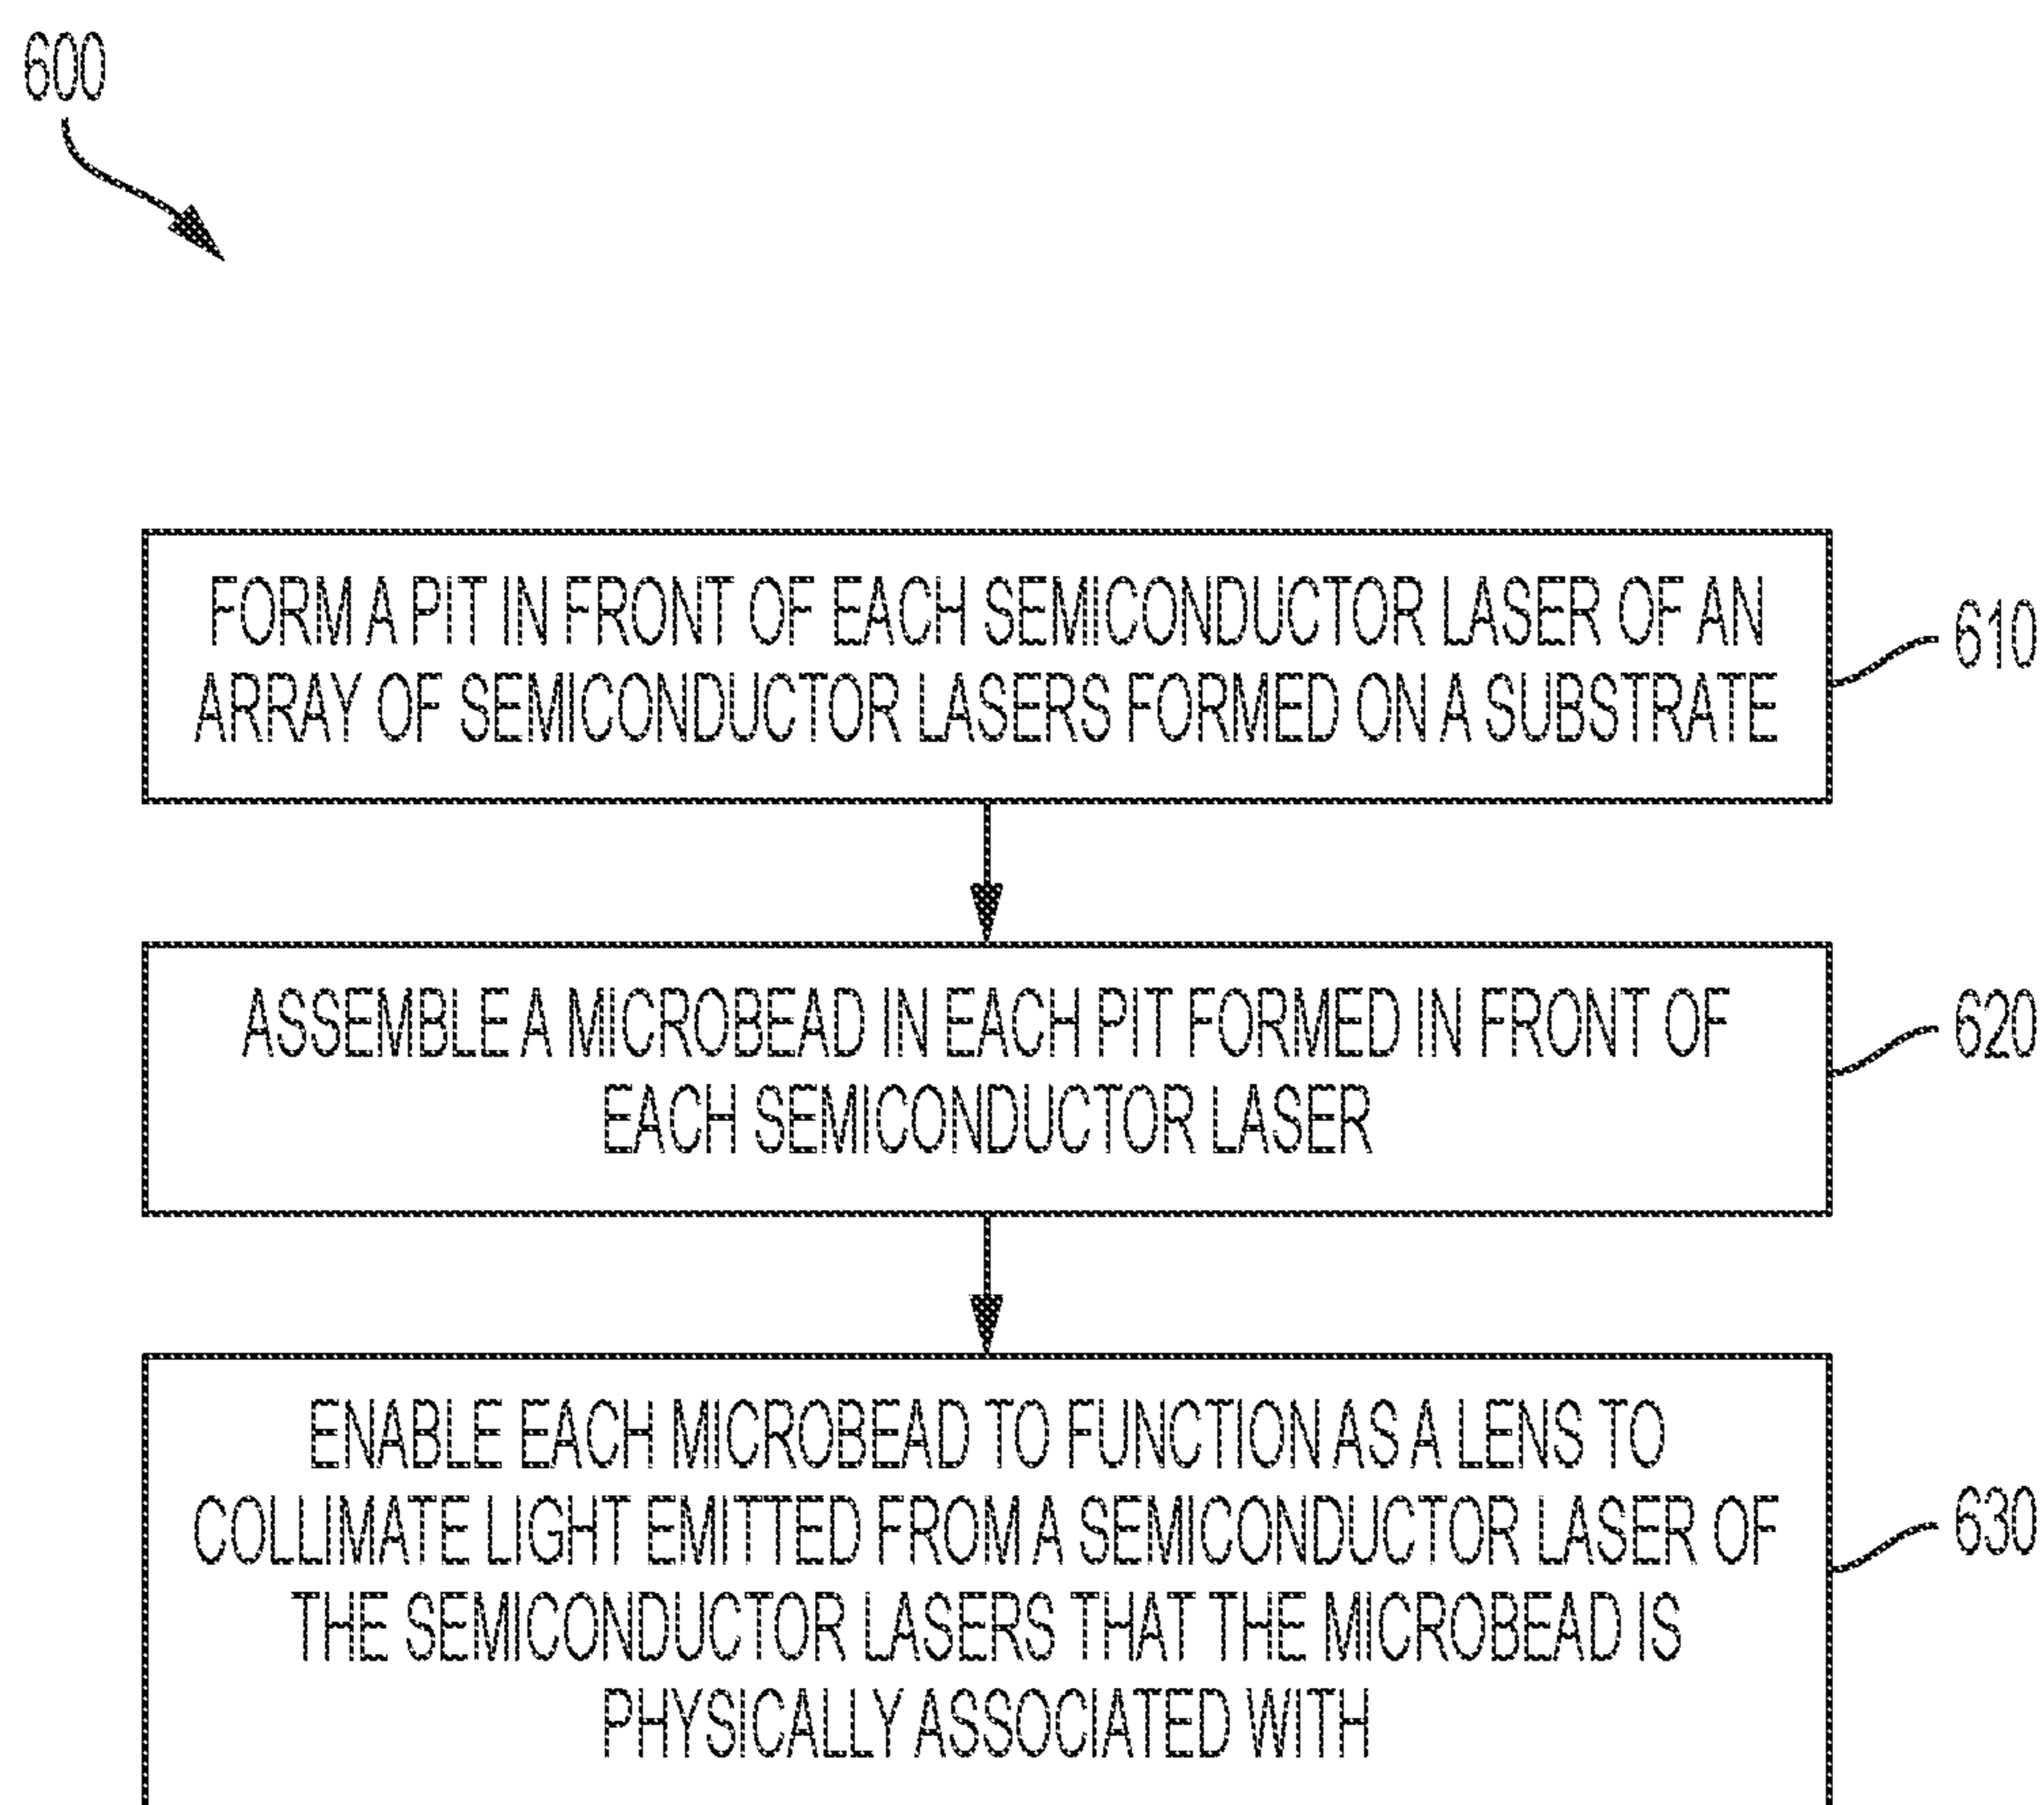 600
FORM A PIT IN FRONT OF EACH SEMICONDUCTOR LASER OF AN
ARRAY OF SEMICONDUCTOR LASERS FORMED ON A SUBSTRATE
610
ASSEMBLE A MICROBEAD IN EACH PIT FORMED IN FRONT OF
EACH SEMICONDUCTOR LASER
620
ENABLE EACH MICROBEAD TO FUNCTION AS A LENS TO
COLLIMATE LIGHT EMITTED FROM A SEMICONDUCTOR LASER OF
THE SEMICONDUCTOR LASERS THAT THE MICROBEAD IS
PHYSICALLY ASSOCIATED WITH
630